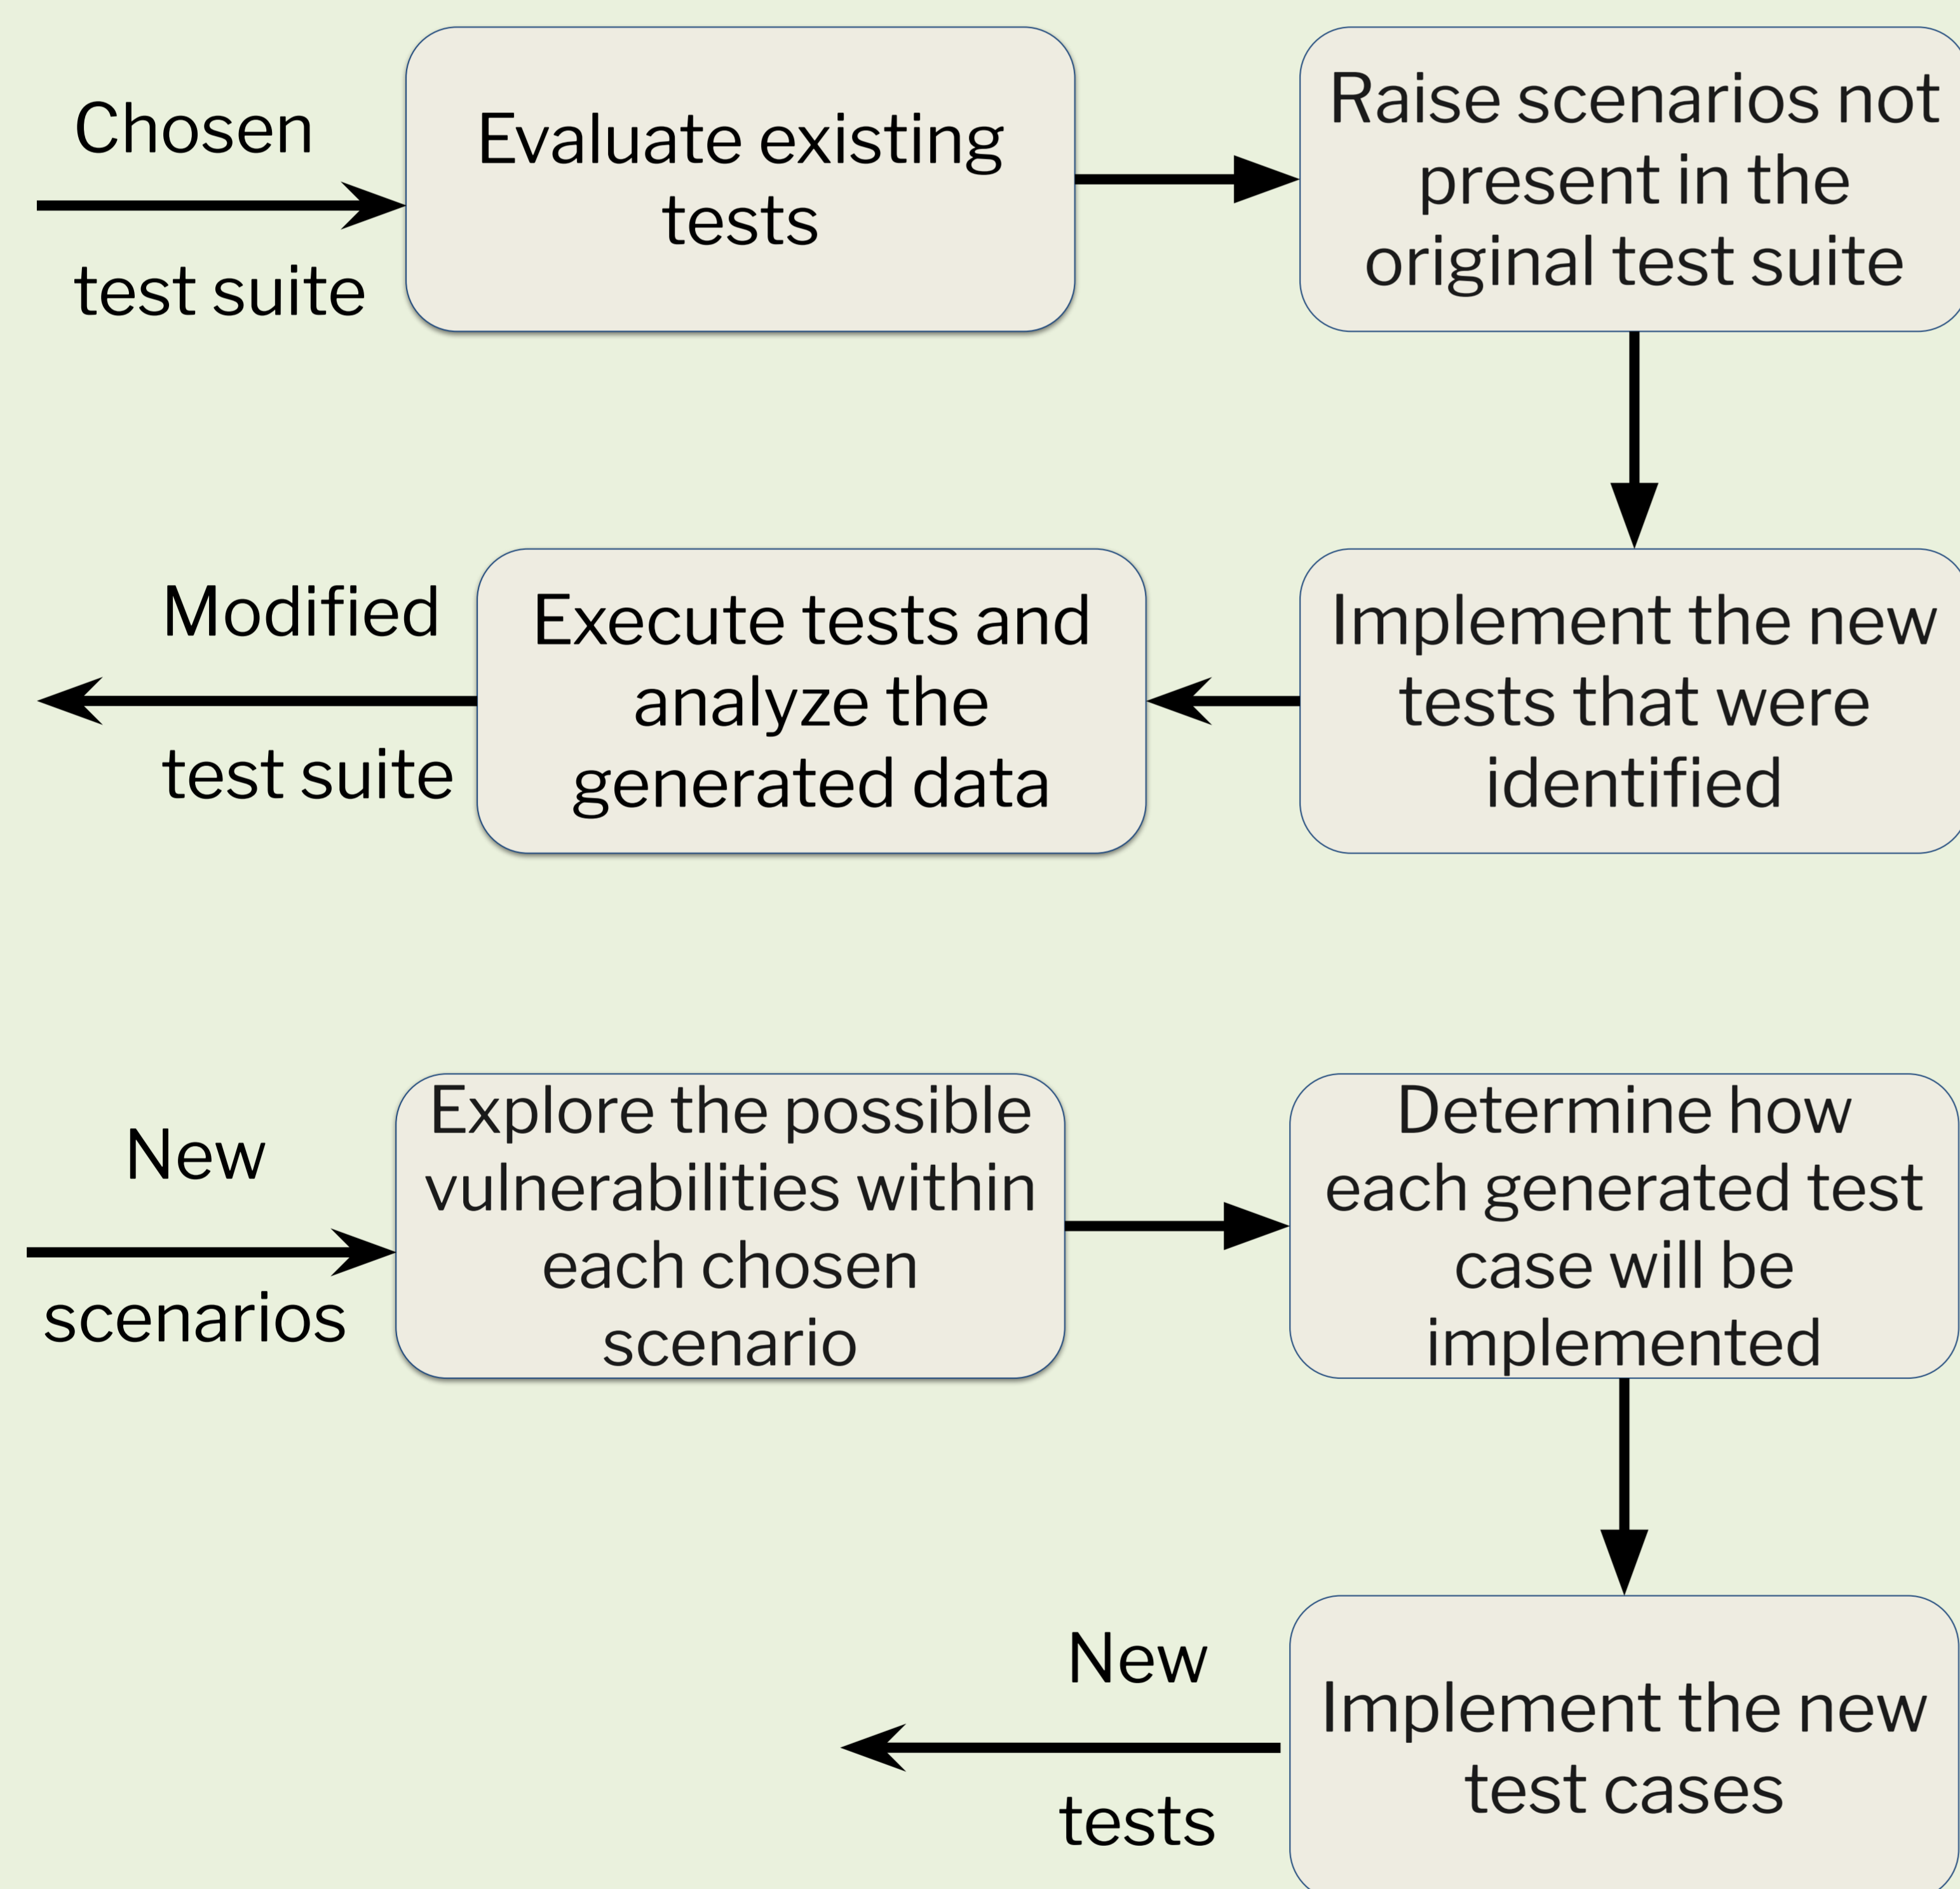 Chosen
test suite
Evaluate existing
tests
Raise scenarios not
present in the
original test suite
Modified
test suite
Execute tests and
analyze the
generated data
Implement the new
tests that were
identified
New
scenarios
Explore the possible
vulnerabilities within
each chosen
scenario
Determine how
each generated test
case will be
implemented
New
tests
Implement the new
test cases